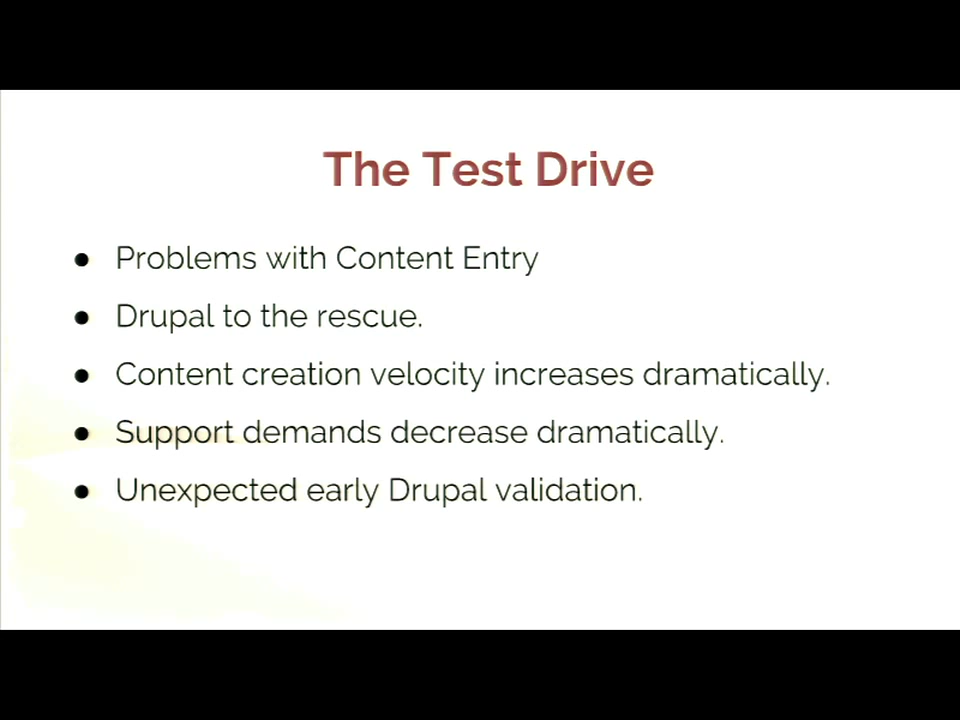 The Test Drive
● Problems with Content Entry
● Drupal to the rescue.
● Content creation velocity increases dramatically.
● Support demands decrease dramatically.
● Unexpected early Drupal validation.